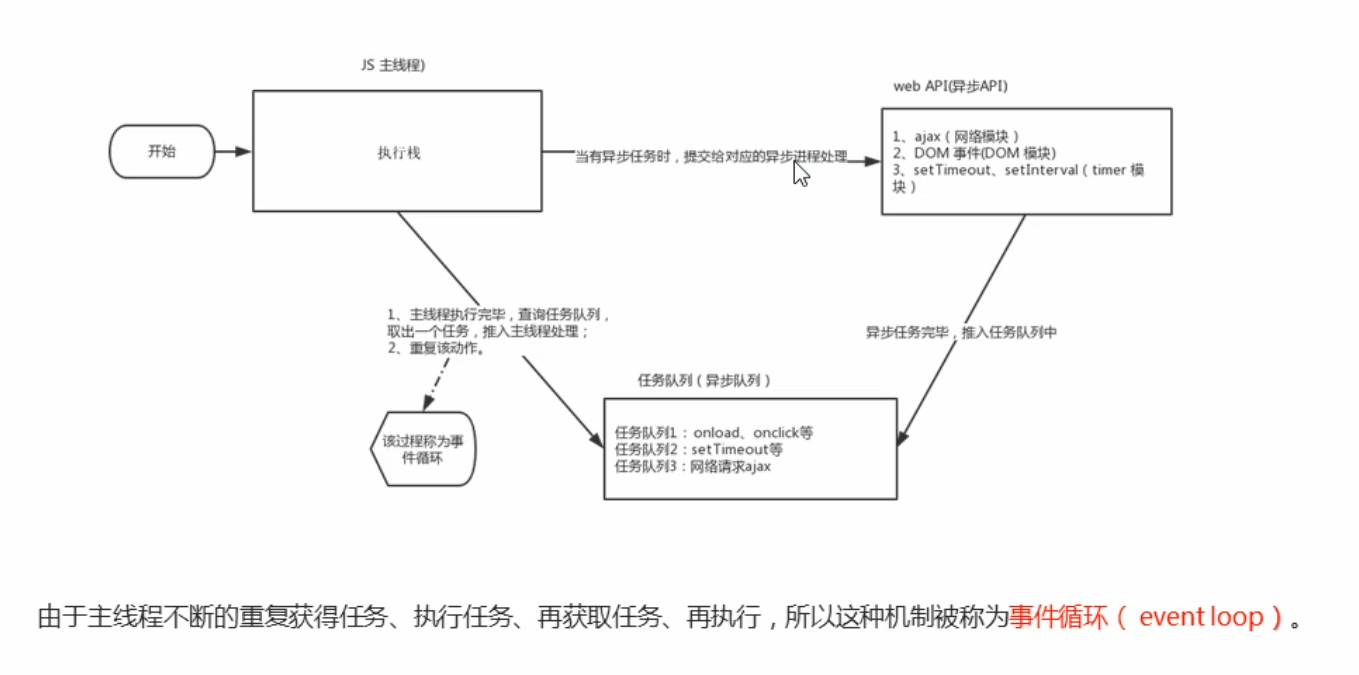 JS 主线程)
web API(异步API)
开始
执行栈
当有异步任务时，提交给对应的异步进程处理
1、ajax（网络模块）
2、DOM 事件(DOM 模块)
3、setTimeout、setInterval（timer 模
块）
1、主线程执行完毕，查询任务队列，
取出一个任务，推入主线程处理；
2、重复该动作。
异步任务完毕，推入任务队列中
任务队列（异步队列）
该过程称为事
件循环
任务队列1：onload、onclick等
任务队列2：setTimeout等
任务队列3：网络请求ajax
由于主线程不断的重复获得任务、执行任务、再获取任务、再执行，所以这种机制被称为事件循环（ event loop）。